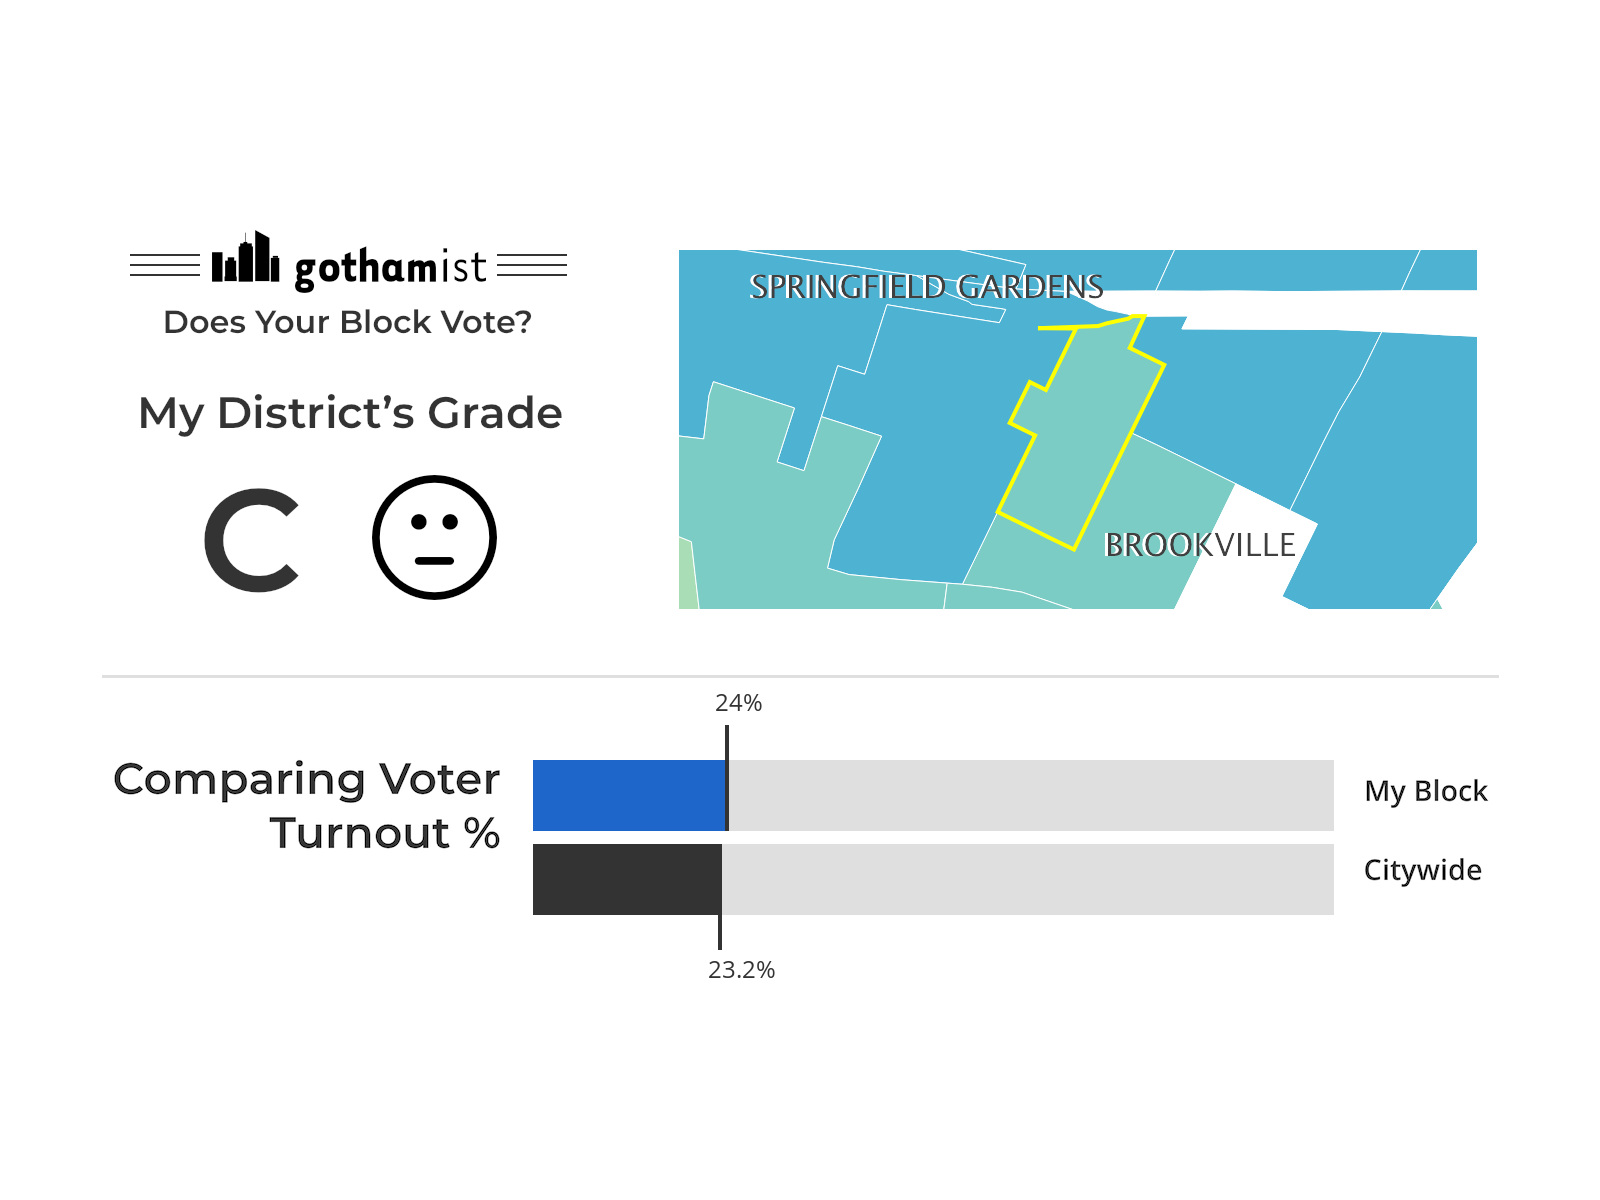 gothamist
Does Your Block Vote?
My District’s Grade
C
SPRINGFIELD GARDENS
BROOKVILLE
24%
Comparing Voter
Turnout %
My Block
Citywide
23.2%